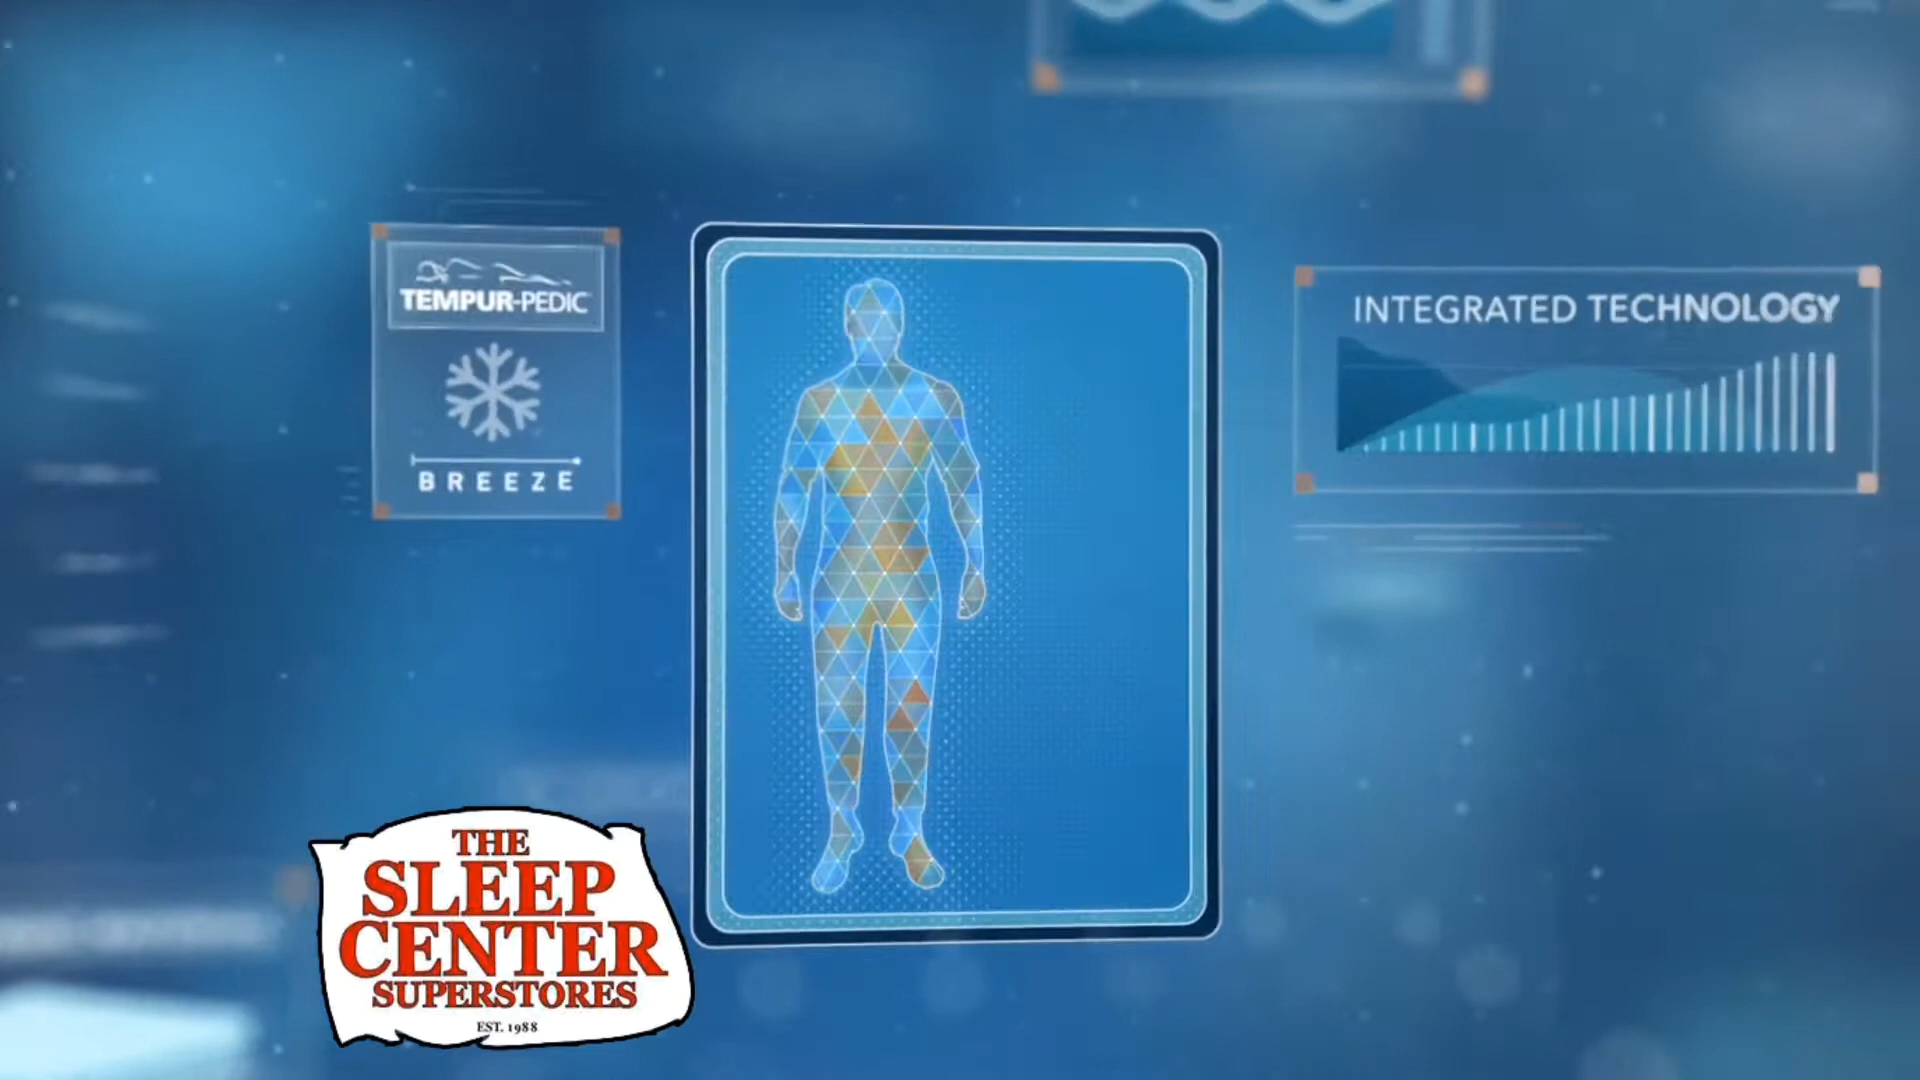 TEMPUR-PEDIC
BREEZE
INTEGRATED TECHNOLOGY
THE
SLEEP
CENTER
SUPERSTORES
EST. 1988